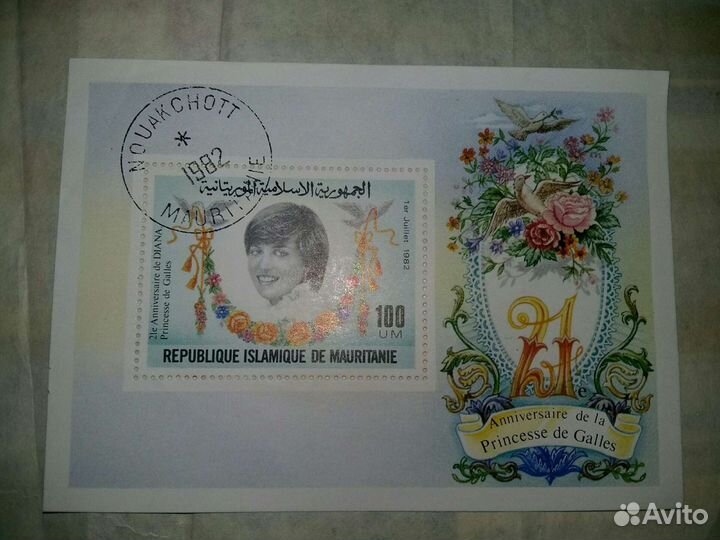 NOUAKCHOTT
*
1982
MAURITANIE
الجمهورية الاسلامية الموريتانية
21e Anniversaire de DIANA
Princesse de Galles
1er Juillet 1982
100
UM
REPUBLIQUE ISLAMIQUE DE MAURITANIE
21e
Anniversaire de la
Princesse de Galles
Avito